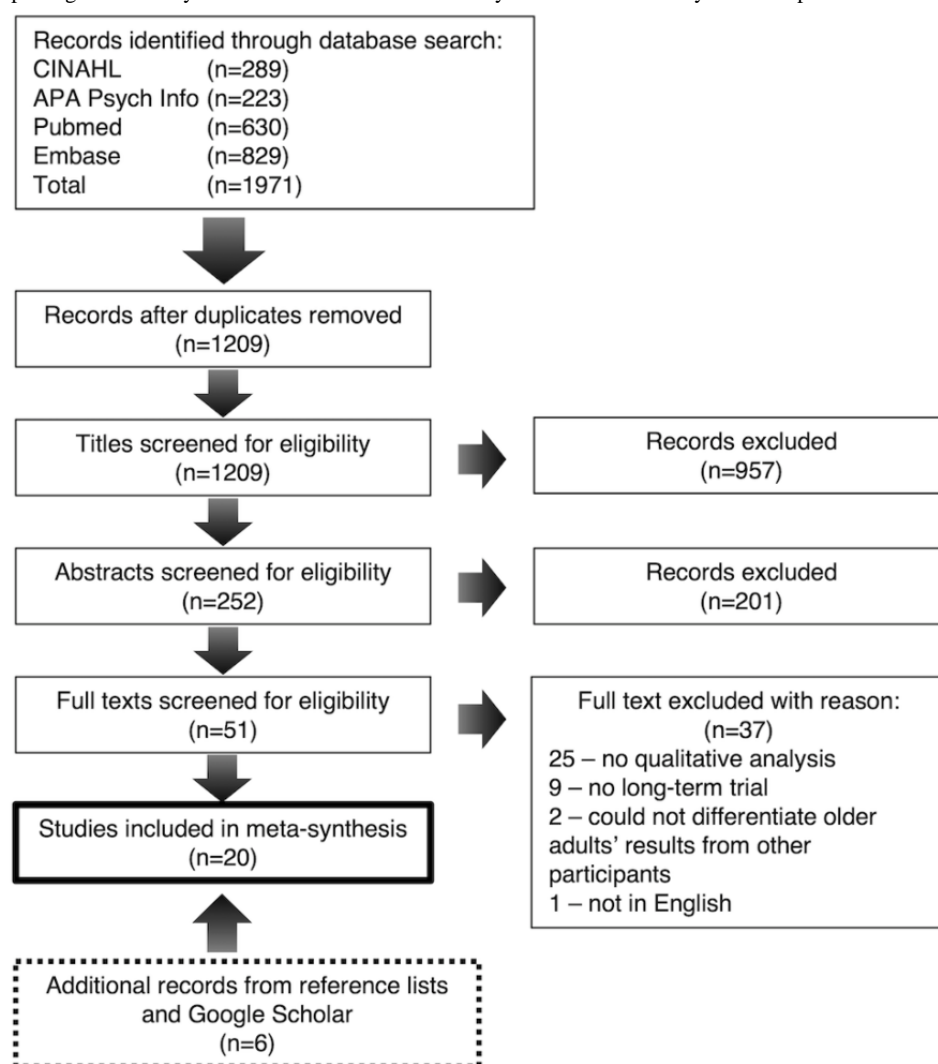 Records identified through database search:
CINAHL (n=289)
APA Psych Info (n=223)
Pubmed (n=630)
Embase (n=829)
Total (n=1971)
Records after duplicates removed
(n=1209)
Titles screened for eligibility
(n=1209)
Records excluded
(n=957)
Abstracts screened for eligibility
(n=252)
Records excluded
(n=201)
Full texts screened for eligibility
(n=51)
Full text excluded with reason:
(n=37)
25 – no qualitative analysis
9 – no long-term trial
2 – could not differentiate older
adults’ results from other
participants
1 – not in English
Studies included in meta-synthesis
(n=20)
Additional records from reference lists
and Google Scholar
(n=6)